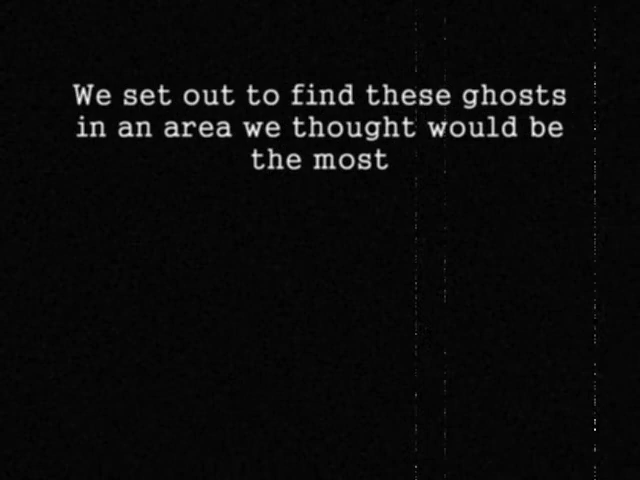 We set out to find these ghosts
in an area we thought would be
the most